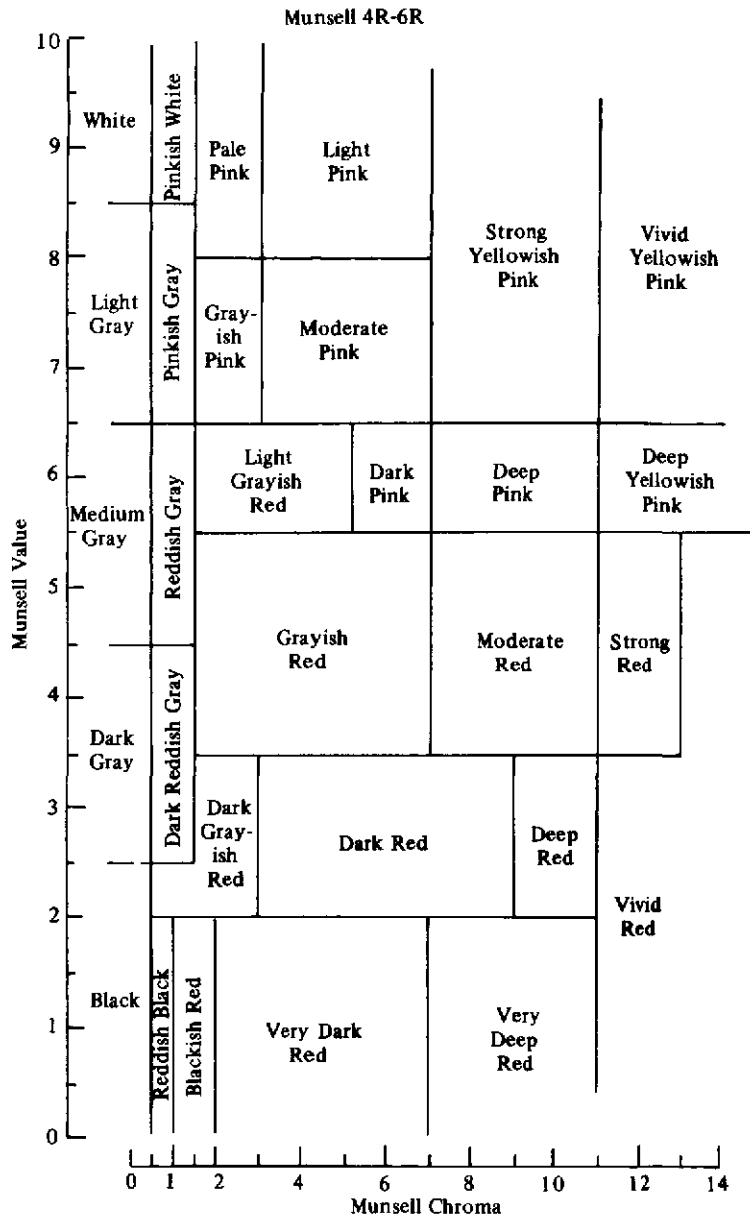 Munsell 4R-6R
10
9
8
7
6
5
4
3
2
1
0
Munsell Value
White
Light
Gray
Medium
Gray
Dark
Gray
Black
Pinkish White
Pinkish Gray
Reddish Gray
Dark Reddish Gray
Reddish Black
Blackish Red
Pale
Pink
Light
Pink
Strong
Yellowish
Pink
Vivid
Yellowish
Pink
Gray-
ish
Pink
Moderate
Pink
Light
Grayish
Red
Dark
Pink
Deep
Pink
Deep
Yellowish
Pink
Grayish
Red
Moderate
Red
Strong
Red
Dark
Gray-
ish
Red
Dark Red
Deep
Red
Vivid
Red
Very Dark
Red
Very
Deep
Red
0 1 2 4 6 8 10 12 14
Munsell Chroma